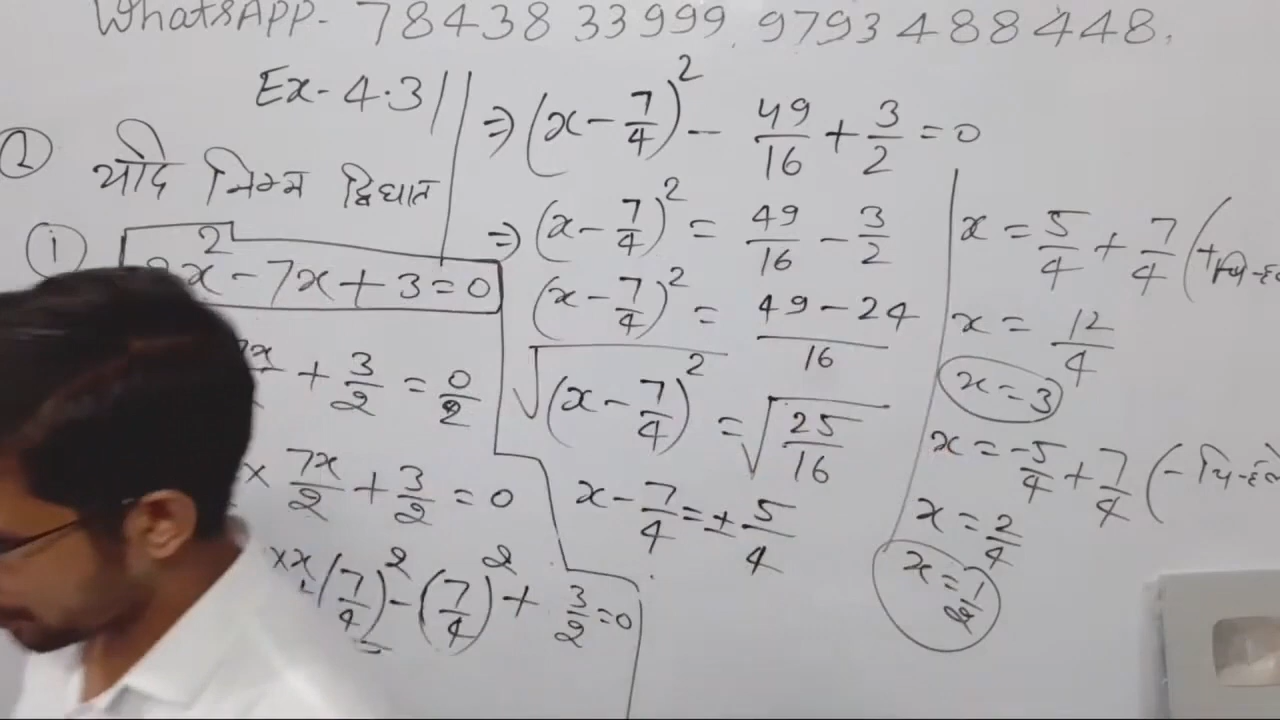 WhatsAPP- 78438 33999, 9793488448.
Ex- 4.3
② यदि निम्न द्विघात
(i) x² - 7x + 3 = 0
+ 3/2 = 0/2
× 7x/2 + 3/2 = 0
(7/4)² - (7/4)² + 3/2 = 0
⇒ (x - 7/4)² - 49/16 + 3/2 = 0
⇒ (x - 7/4)² = 49/16 - 3/2
(x - 7/4)² = 49 - 24/16
√(x - 7/4)² = √25/16
x - 7/4 = ± 5/4
x = 5/4 + 7/4 (+
x = 12/4
x = 3
x = -5/4 + 7/4 (-
x = 2/4
x = 1/2